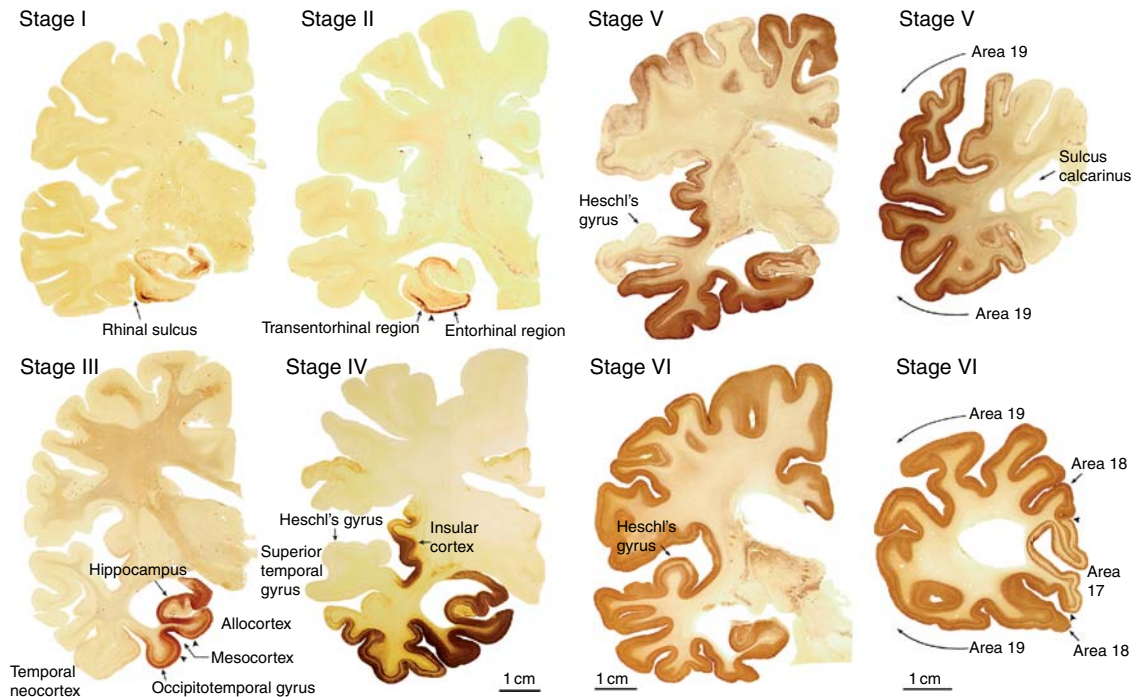 Stage I
Rhinal sulcus
Stage II
Transentorhinal region
Entorhinal region
Stage V
Heschl's
gyrus
Stage V
Area 19
Sulcus
calcarinus
Area 19
Stage III
Hippocampus
Allocortex
Mesocortex
Temporal
neocortex
Occipitotemporal gyrus
Stage IV
Heschl's gyrus
Insular
cortex
Superior
temporal
gyrus
1 cm
Stage VI
Heschl's
gyrus
1 cm
Stage VI
Area 19
Area 18
Area
17
Area 18
Area 19
1 cm